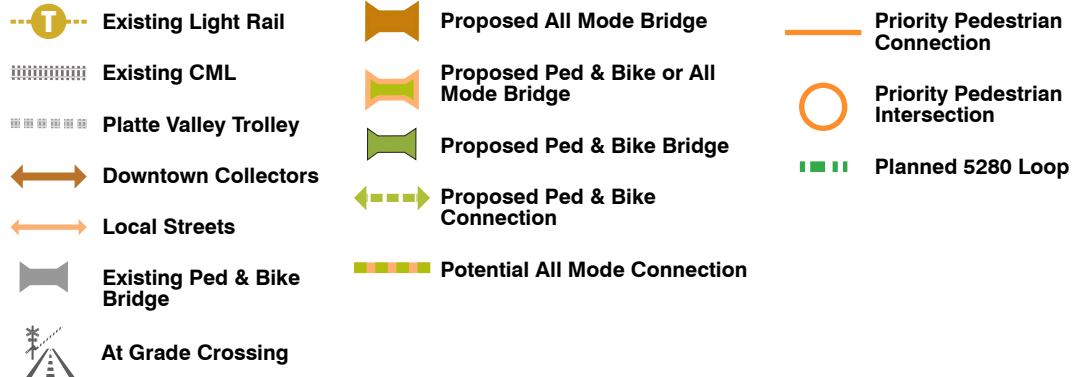 T
Existing Light Rail
Existing CML
Platte Valley Trolley
Downtown Collectors
Local Streets
Existing Ped & Bike
Bridge
At Grade Crossing
Proposed All Mode Bridge
Proposed Ped & Bike or All
Mode Bridge
Proposed Ped & Bike Bridge
Proposed Ped & Bike
Connection
Potential All Mode Connection
Priority Pedestrian
Connection
Priority Pedestrian
Intersection
Planned 5280 Loop